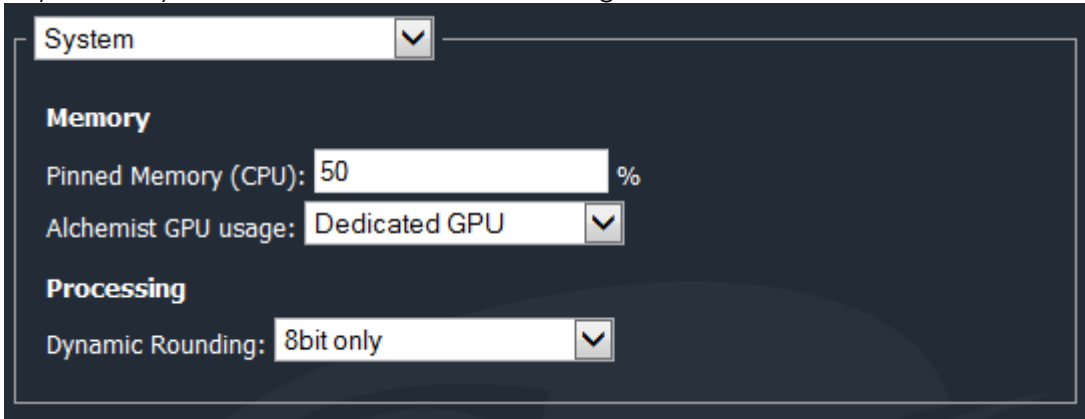 System
Memory
Pinned Memory (CPU): 50 %
Alchemist GPU usage: Dedicated GPU
Processing
Dynamic Rounding: 8bit only